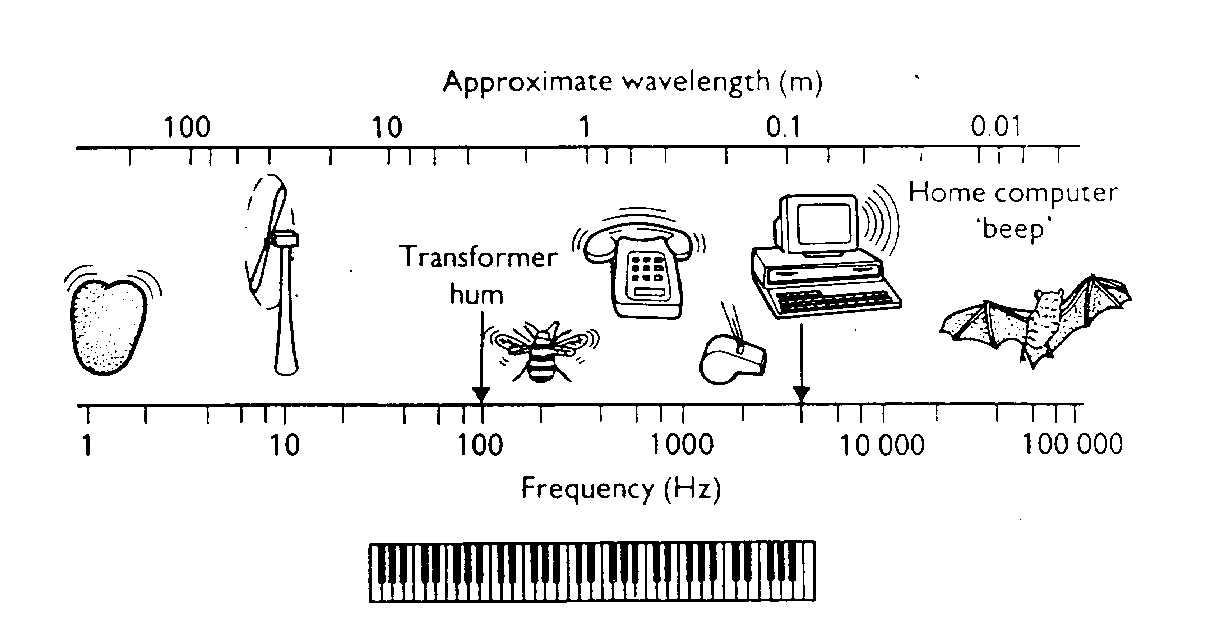 Approximate wavelength (m)
100 10 1 0.1 0.01
Home computer
'beep'
Transformer
hum
1 10 100 1000 10 000 100 000
Frequency (Hz)